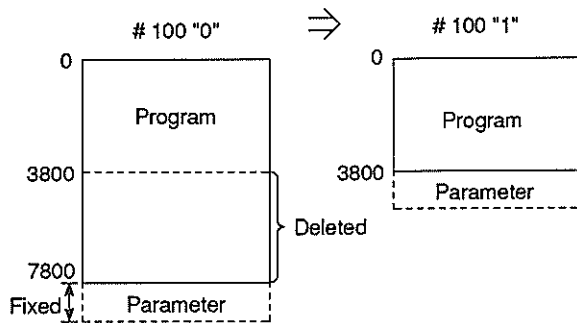 # 100 "0"
⇒
# 100 "1"
0
Program
3800
Deleted
7800
Fixed
Parameter
0
Program
3800
Parameter